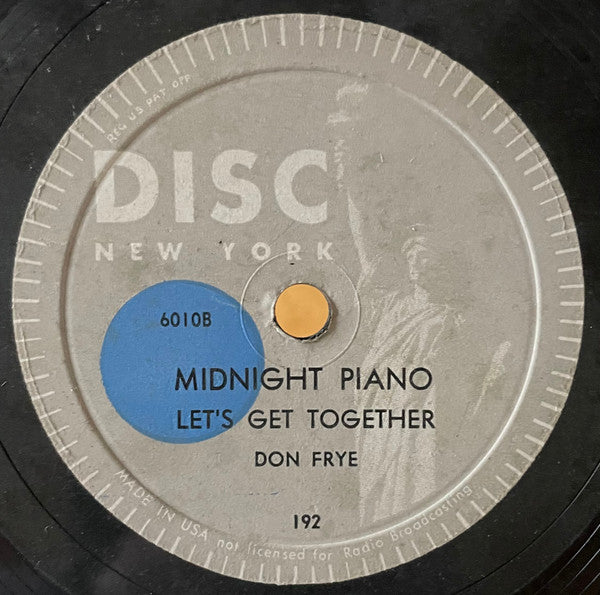 REG US PAT OFF
DISC
NEW YORK
6010B
MIDNIGHT PIANO
LET'S GET TOGETHER
DON FRYE
192
MADE IN USA not licensed for Radio Broadcasting